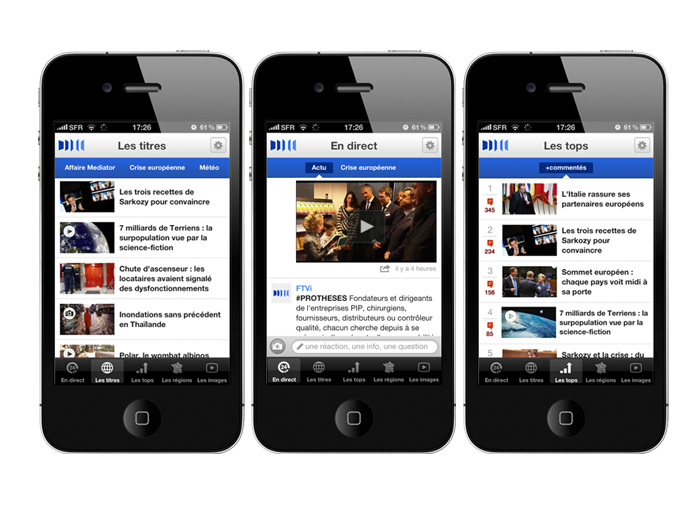 SFR 17:26 61 %
Les titres
Affaire Mediator Crise européenne Météo
Les trois recettes de
Sarkozy pour convaincre
7 milliards de Terriens : la
surpopulation vue par la
science-fiction
Chute d'ascenseur : les
locataires avaient signalé
des dysfonctionnements
Inondations sans précédent
en Thaïlande
Polar, le wombat albinos
24 En direct Les titres Les tops Les régions Les images
SFR 17:26 61 %
En direct
Actu Crise européenne
il y a 4 heures
FTVi
#PROTHESES Fondateurs et dirigeants
de l'entreprises PIP, chirurgiens,
fournisseurs, distributeurs ou contrôleur
qualité, chacun cherche depuis à se
une réaction, une info, une question
24 En direct Les titres Les tops Les régions Les images
SFR 17:26 61 %
Les tops
+commentés
1
345
L'Italie rassure ses
partenaires européens
2
234
Les trois recettes de
Sarkozy pour
convaincre
3
156
Sommet européen :
chaque pays voit midi à
sa porte
4
85
7 milliards de Terriens : la
surpopulation vue par la
science-fiction
5
Sarkozy et la crise : du
24 En direct Les titres Les tops Les régions Les images